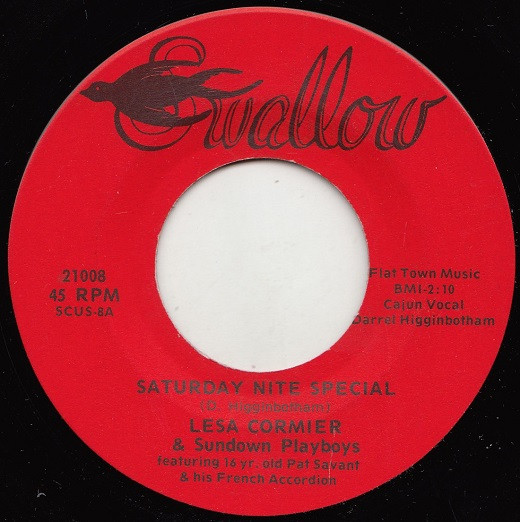 Swallow
21008
45 RPM
SCUS-8A
Flat Town Music
BMI-2:10
Cajun Vocal
Darrel Higginbotham
SATURDAY NITE SPECIAL
(D. Higginbotham)
LESA CORMIER
& Sundown Playboys
featuring 16 yr. old Pat Savant
& his French Accordion